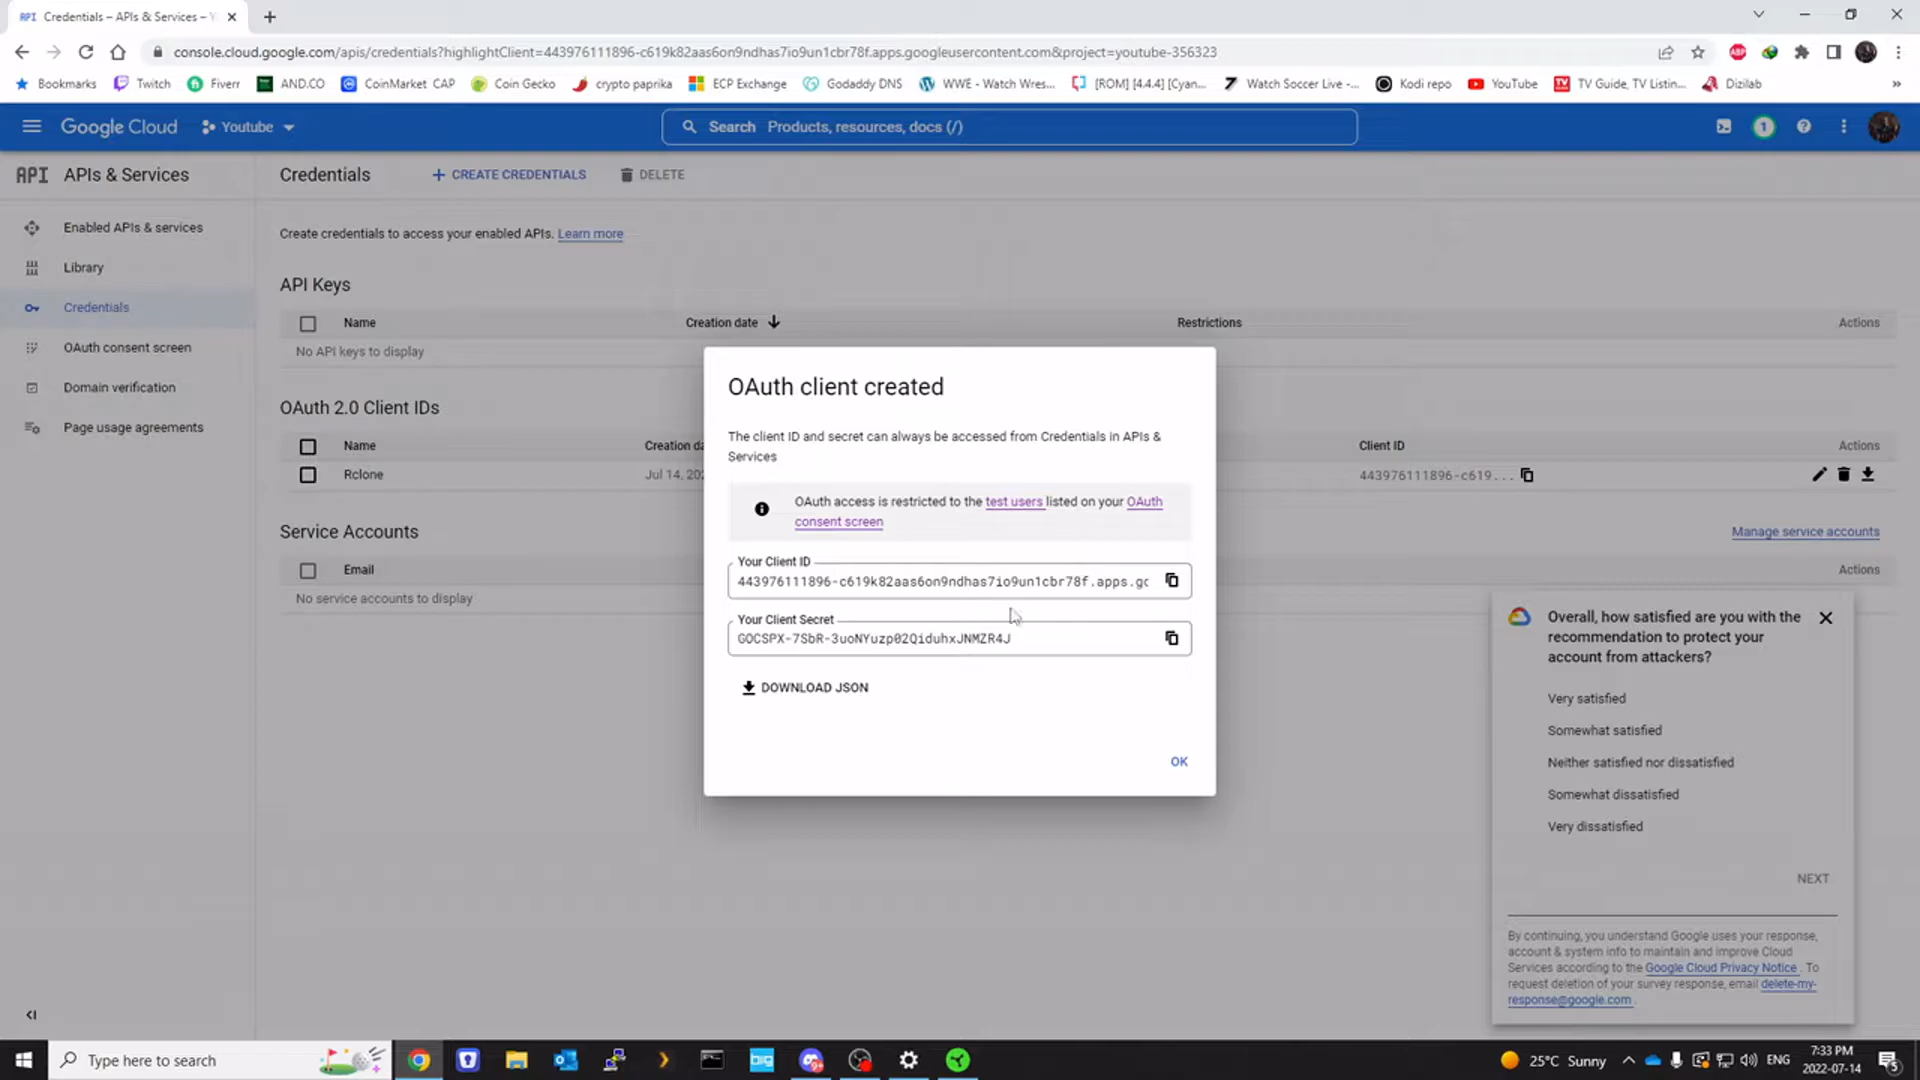 API Credentials – APIs & Services – Y
console.cloud.google.com/apis/credentials?highlightClient=443976111896-c619k82aas6on9ndhas7io9un1cbr78f.apps.googleusercontent.com&project=youtube-356323
Bookmarks Twitch Fiverr AND.CO CoinMarket CAP Coin Gecko crypto paprika ECP Exchange Godaddy DNS WWE - Watch Wres... [ROM] [4.4.4] [Cyan... Watch Soccer Live -... Kodi repo YouTube TV Guide, TV Listin... Dizilab »
Google Cloud Youtube Search Products, resources, docs (/) 1
API APIs & Services Credentials + CREATE CREDENTIALS DELETE
Enabled APIs & services
Library
Credentials
OAuth consent screen
Domain verification
Page usage agreements
Create credentials to access your enabled APIs. Learn more
API Keys
Name Creation date Restrictions Actions
No API keys to display
OAuth 2.0 Client IDs
Name Creation da Client ID Actions
Rclone Jul 14, 202 443976111896-c619...
Service Accounts Manage service accounts
Email Actions
No service accounts to display
OAuth client created
The client ID and secret can always be accessed from Credentials in APIs &
Services
OAuth access is restricted to the test users listed on your OAuth
consent screen
Your Client ID
443976111896-c619k82aas6on9ndhas7io9un1cbr78f.apps.gc
Your Client Secret
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
DOWNLOAD JSON
OK
Overall, how satisfied are you with the
recommendation to protect your
account from attackers?
Very satisfied
Somewhat satisfied
Neither satisfied nor dissatisfied
Somewhat dissatisfied
Very dissatisfied
NEXT
By continuing, you understand Google uses your response,
account & system info to maintain and improve Cloud
Services according to the Google Cloud Privacy Notice . To
request deletion of your survey response, email delete-my-
response@google.com .
Type here to search 25°C Sunny ENG 7:33 PM
2022-07-14 5